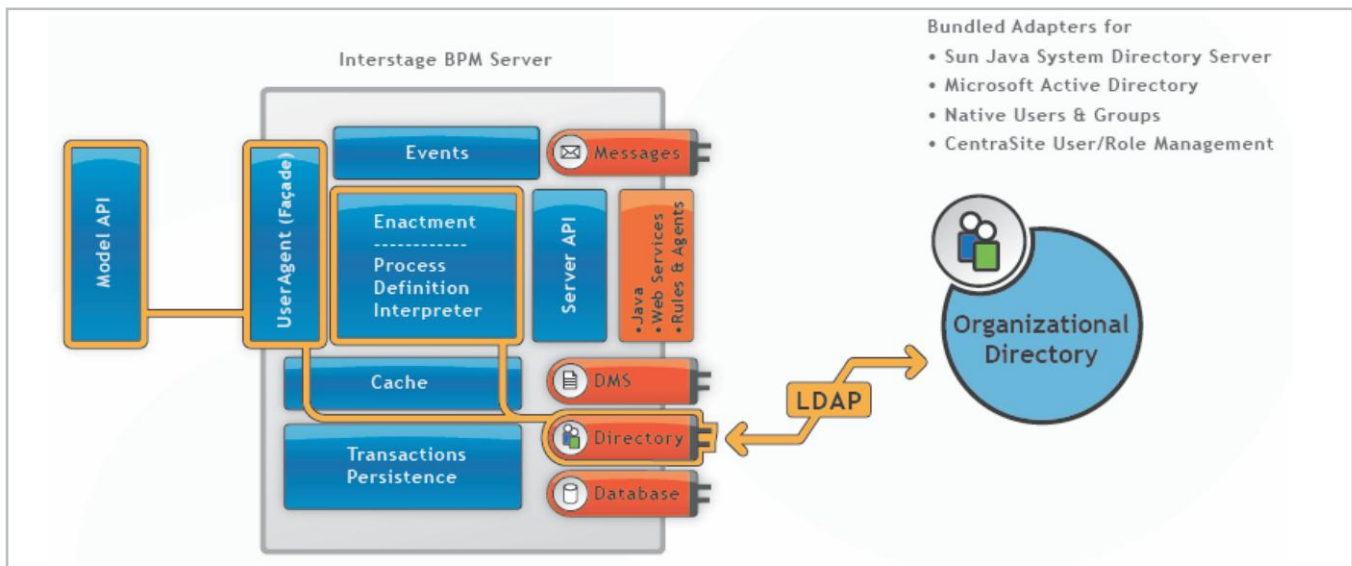 Bundled Adapters for
• Sun Java System Directory Server
• Microsoft Active Directory
• Native Users & Groups
• CentraSite User/Role Management
Interstage BPM Server
Model API
UserAgent (Façade)
Events
Messages
Enactment
------------
Process
Definition
Interpreter
Server API
• Java
• Web Services
• Rules & Agents
Cache
DMS
Directory
Transactions
Persistence
Database
LDAP
Organizational
Directory